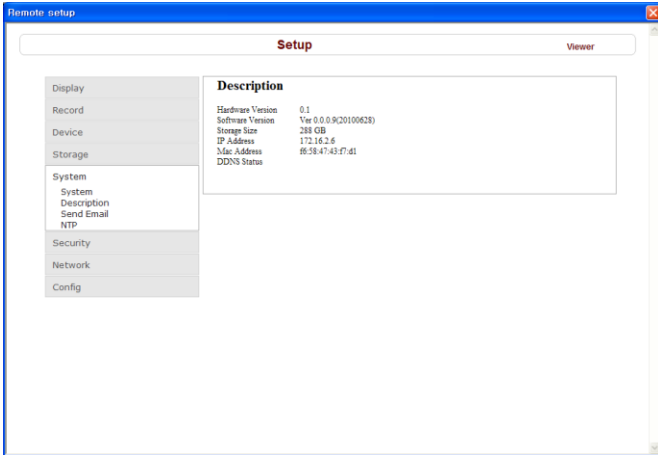 Remote setup
Setup
Viewer
Display
Record
Device
Storage
System
System
Description
Send Email
NTP
Security
Network
Config
Description
Hardware Version 0.1
Software Version Ver 0.0.0.9(20100628)
Storage Size 288 GB
IP Address 172.16.2.6
Mac Address f6:58:47:43:f7:d1
DDNS Status